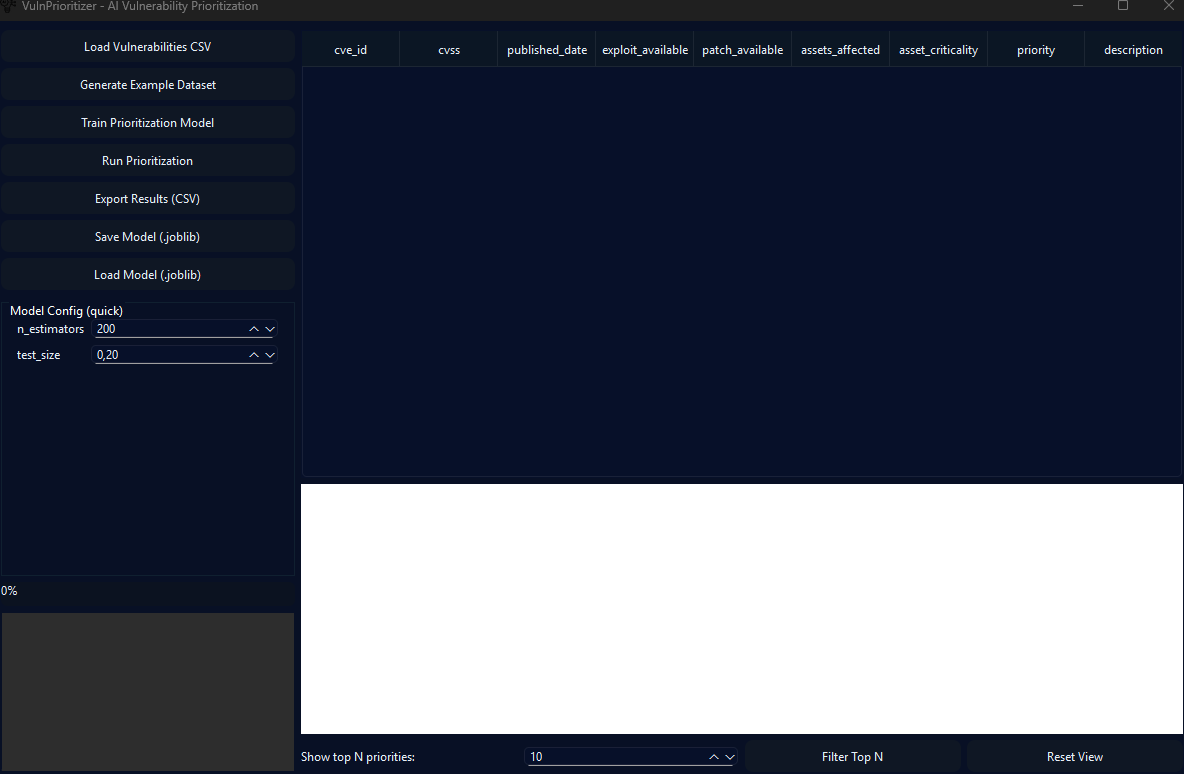 VulnPrioritizer - AI Vulnerability Prioritization
Load Vulnerabilities CSV
Generate Example Dataset
Train Prioritization Model
Run Prioritization
Export Results (CSV)
Save Model (.joblib)
Load Model (.joblib)
Model Config (quick)
n_estimators 200
test_size 0,20
0%
cve_id cvss published_date exploit_available patch_available assets_affected asset_criticality priority description
Show top N priorities: 10 Filter Top N Reset View